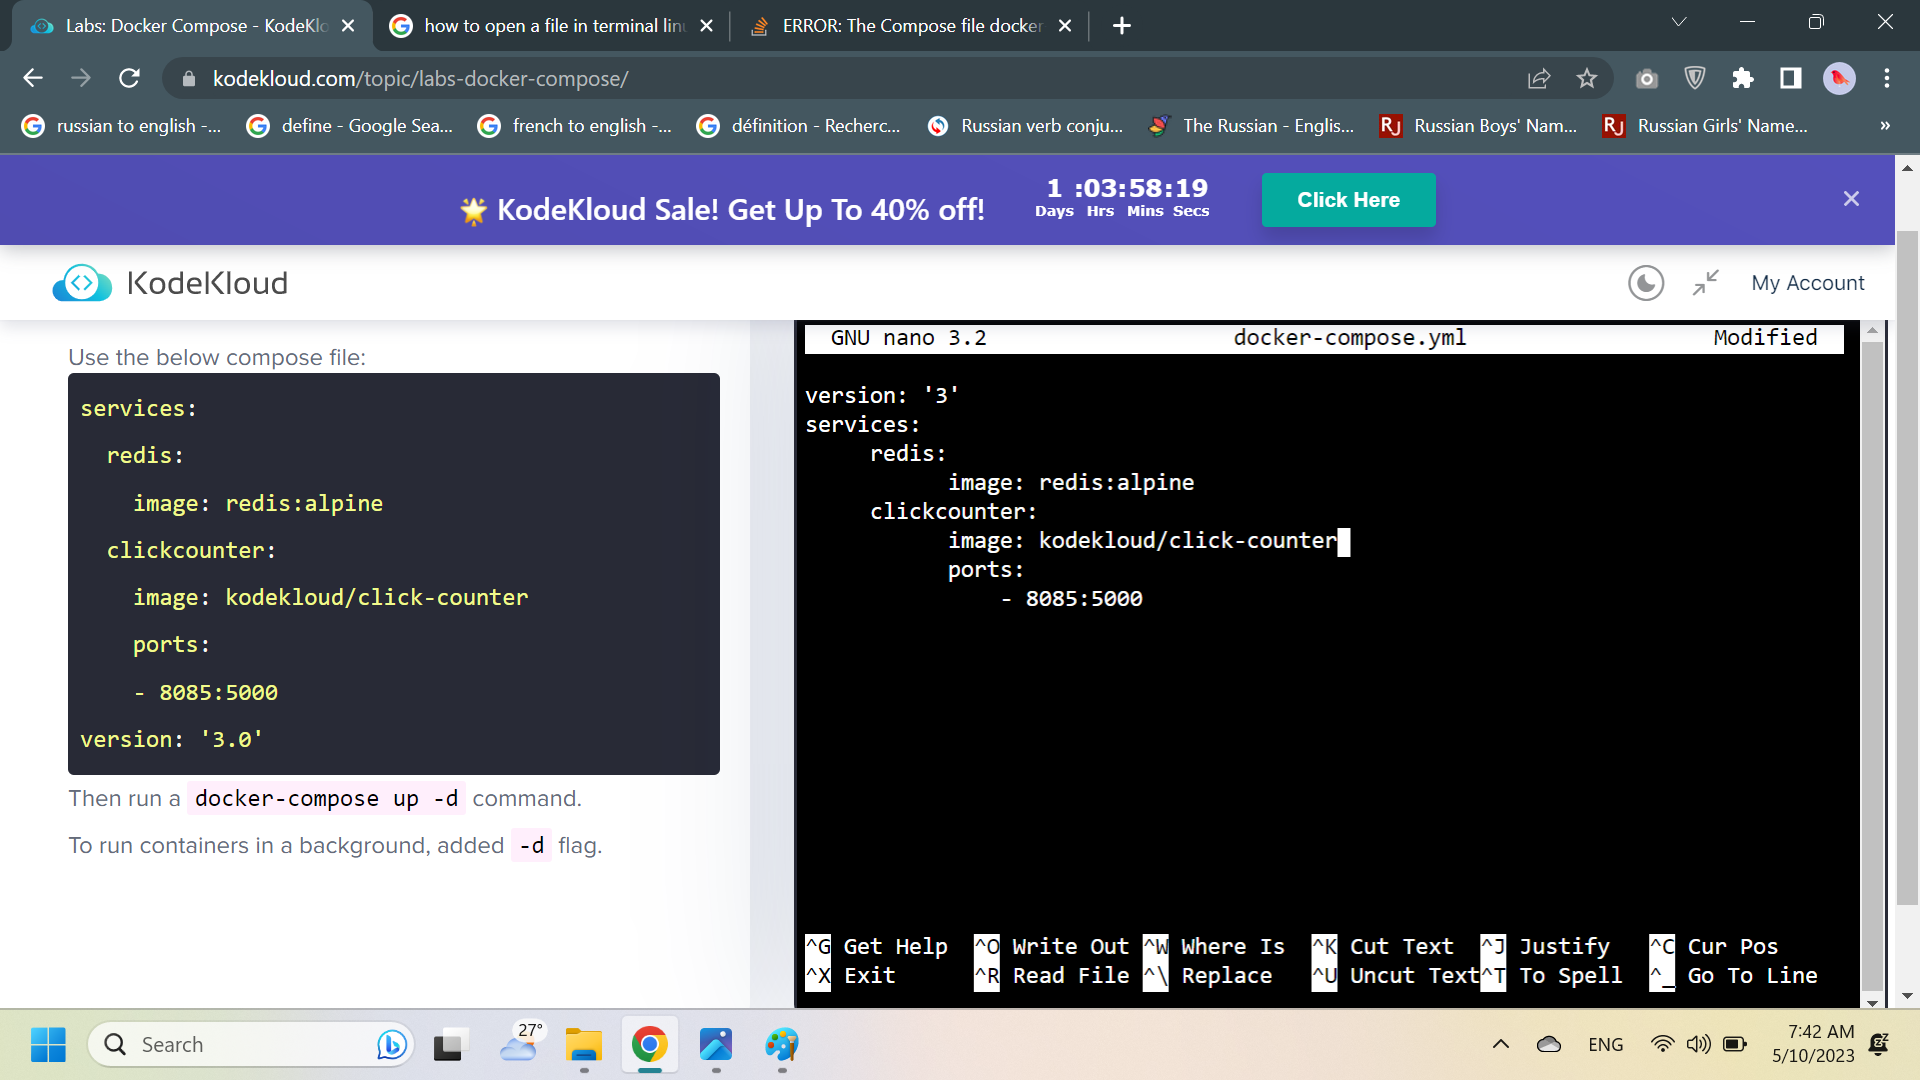 Labs: Docker Compose - KodeKlo
how to open a file in terminal lin
ERROR: The Compose file docker
kodekloud.com/topic/labs-docker-compose/
russian to english -...
define - Google Sea...
french to english -...
définition - Recherc...
Russian verb conju...
The Russian - Englis...
RJ Russian Boys' Nam...
RJ Russian Girls' Name...
»
KodeKloud Sale! Get Up To 40% off!
1 :03:58:19
Days Hrs Mins Secs
Click Here
KodeKloud
My Account
Use the below compose file:
services:
redis:
image: redis:alpine
clickcounter:
image: kodekloud/click-counter
ports:
- 8085:5000
version: '3.0'
Then run a docker-compose up -d command.
To run containers in a background, added -d flag.
GNU nano 3.2 docker-compose.yml Modified
version: '3'
services:
redis:
image: redis:alpine
clickcounter:
image: kodekloud/click-counter
ports:
- 8085:5000
^G Get Help ^O Write Out ^W Where Is ^K Cut Text ^J Justify ^C Cur Pos
^X Exit ^R Read File ^\ Replace ^U Uncut Text ^T To Spell ^_ Go To Line
Search
27°
ENG
7:42 AM
5/10/2023